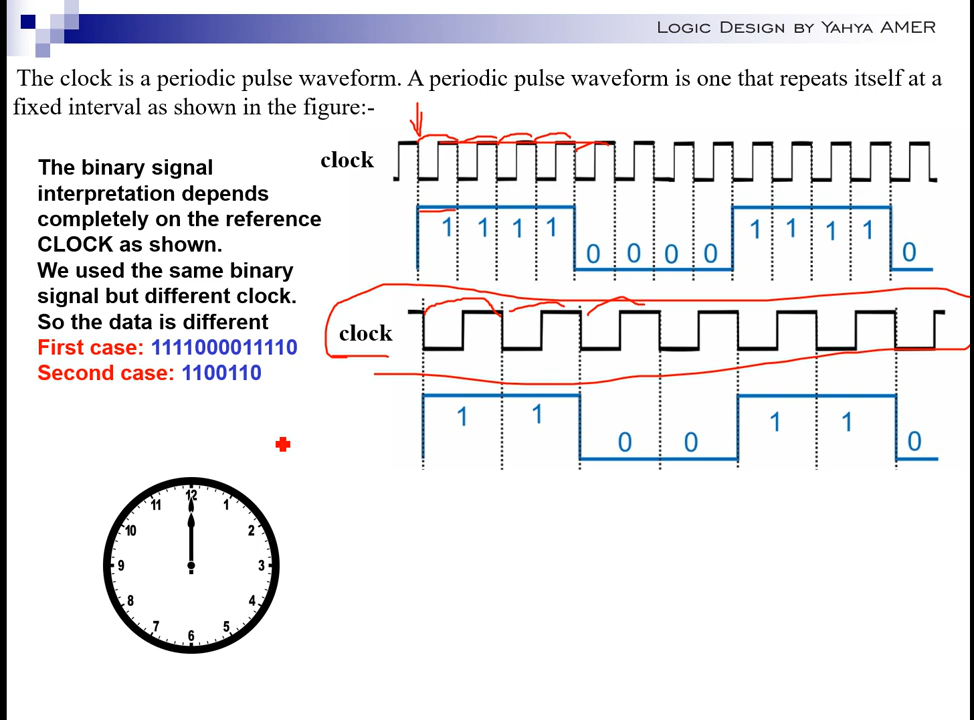 Logic Design by Yahya AMER
The clock is a periodic pulse waveform. A periodic pulse waveform is one that repeats itself at a
fixed interval as shown in the figure:-
The binary signal
interpretation depends
completely on the reference
CLOCK as shown.
We used the same binary
signal but different clock.
So the data is different
First case: 1111000011110
Second case: 1100110
clock
1 1 1 1 0 0 0 0 1 1 1 1 0
clock
1 1 0 0 1 1 0
12
1
2
3
4
5
6
7
8
9
10
11